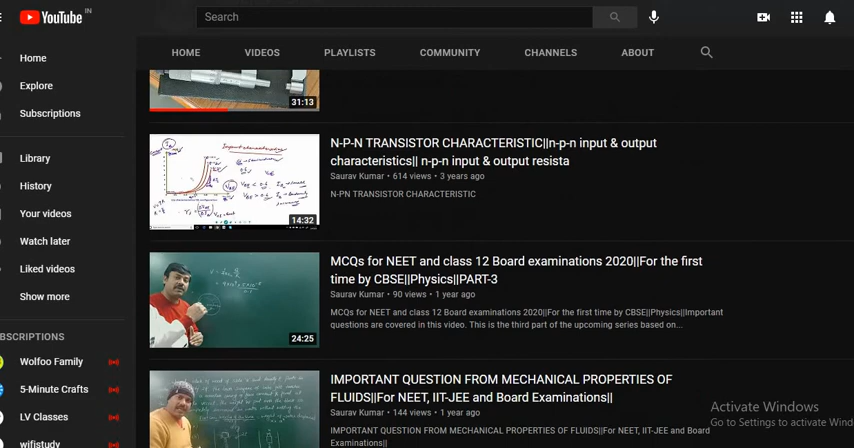 YouTube IN
Search
HOME VIDEOS PLAYLISTS COMMUNITY CHANNELS ABOUT
Home
Explore
Subscriptions
Library
History
Your videos
Watch later
Liked videos
Show more
BSCRIPTIONS
Wolfoo Family
5-Minute Crafts
LV Classes
wifistudy
31:13
14:32
N-P-N TRANSISTOR CHARACTERISTIC||n-p-n input & output
characteristics|| n-p-n input & output resista
Saurav Kumar • 614 views • 3 years ago
N-PN TRANSISTOR CHARACTERISTIC
24:25
MCQs for NEET and class 12 Board examinations 2020||For the first
time by CBSE||Physics||PART-3
Saurav Kumar • 90 views • 1 year ago
MCQs for NEET and class 12 Board examinations 2020||For the first time by CBSE||Physics||Important
questions are covered in this video. This is the third part of the upcoming series based on...
IMPORTANT QUESTION FROM MECHANICAL PROPERTIES OF
FLUIDS||For NEET, IIT-JEE and Board Examinations||
Saurav Kumar • 144 views • 1 year ago
IMPORTANT QUESTION FROM MECHANICAL PROPERTIES OF FLUIDS||For NEET, IIT-JEE and Board
Examinations||
Activate Windows
Go to Settings to activate Wind